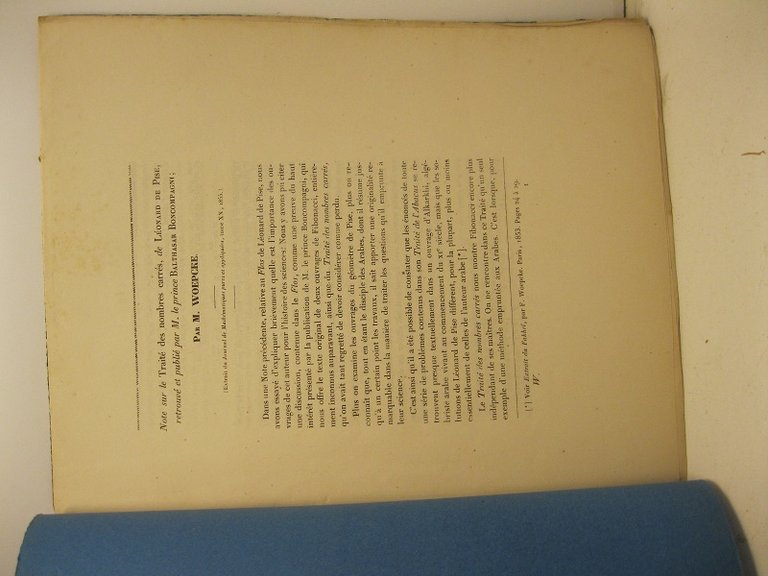 Note sur le Traité des nombres carrés, de LÉONARD DE PISE,
retrouvé et publié par M. le prince BALTHASAR BONCOMPAGNI;
PAR M. WOEPCKE.
(Extrait du Journal de Mathématiques pures et appliquées, tome XX, 1855.)
Dans une Note précédente, relative au Flos de Léonard de Pise, nous
avons essayé d'expliquer brièvement quelle est l'importance des ou-
vrages de cet auteur pour l'histoire des sciences. Nous y avons pu citer
une discussion, contenue dans le Flos, comme une preuve du haut
intérêt présenté par la publication de M. le prince Boncompagni, qui
nous offre le texte original de deux ouvrages de Fibonacci, entière-
ment inconnus auparavant, ainsi que du Traité des nombres carrés,
qu'on avait tant regretté de devoir considérer comme perdu.
Plus on examine les ouvrages du géomètre de Pise, plus on re-
connaît que, tout en étant le disciple des Arabes, dont il résume jus-
qu'à un certain point les travaux, il sait apporter une originalité re-
marquable dans la manière de traiter les questions qu'il emprunte à
leur science.
C'est ainsi qu'il a été possible de constater que les énoncés de toute
une série de problèmes contenus dans son Traité de l'Abacus se re-
trouvent presque textuellement dans un ouvrage d'Alkarkhi, algé-
briste arabe vivant au commencement du XIe siècle, mais que les so-
lutions de Léonard de Pise diffèrent, pour la plupart, plus ou moins
essentiellement de celles de l'auteur arabe [*].
Le Traité des nombres carrés nous montre Fibonacci encore plus
indépendant de ses maîtres. On ne rencontre dans ce Traité qu'un seul
exemple d'une méthode empruntée aux Arabes. C'est lorsque, pour
[*] Voir Extrait du Fakhrî, par F. Woepcke. Paris, 1853. Pages 24 à 29.
W. 1